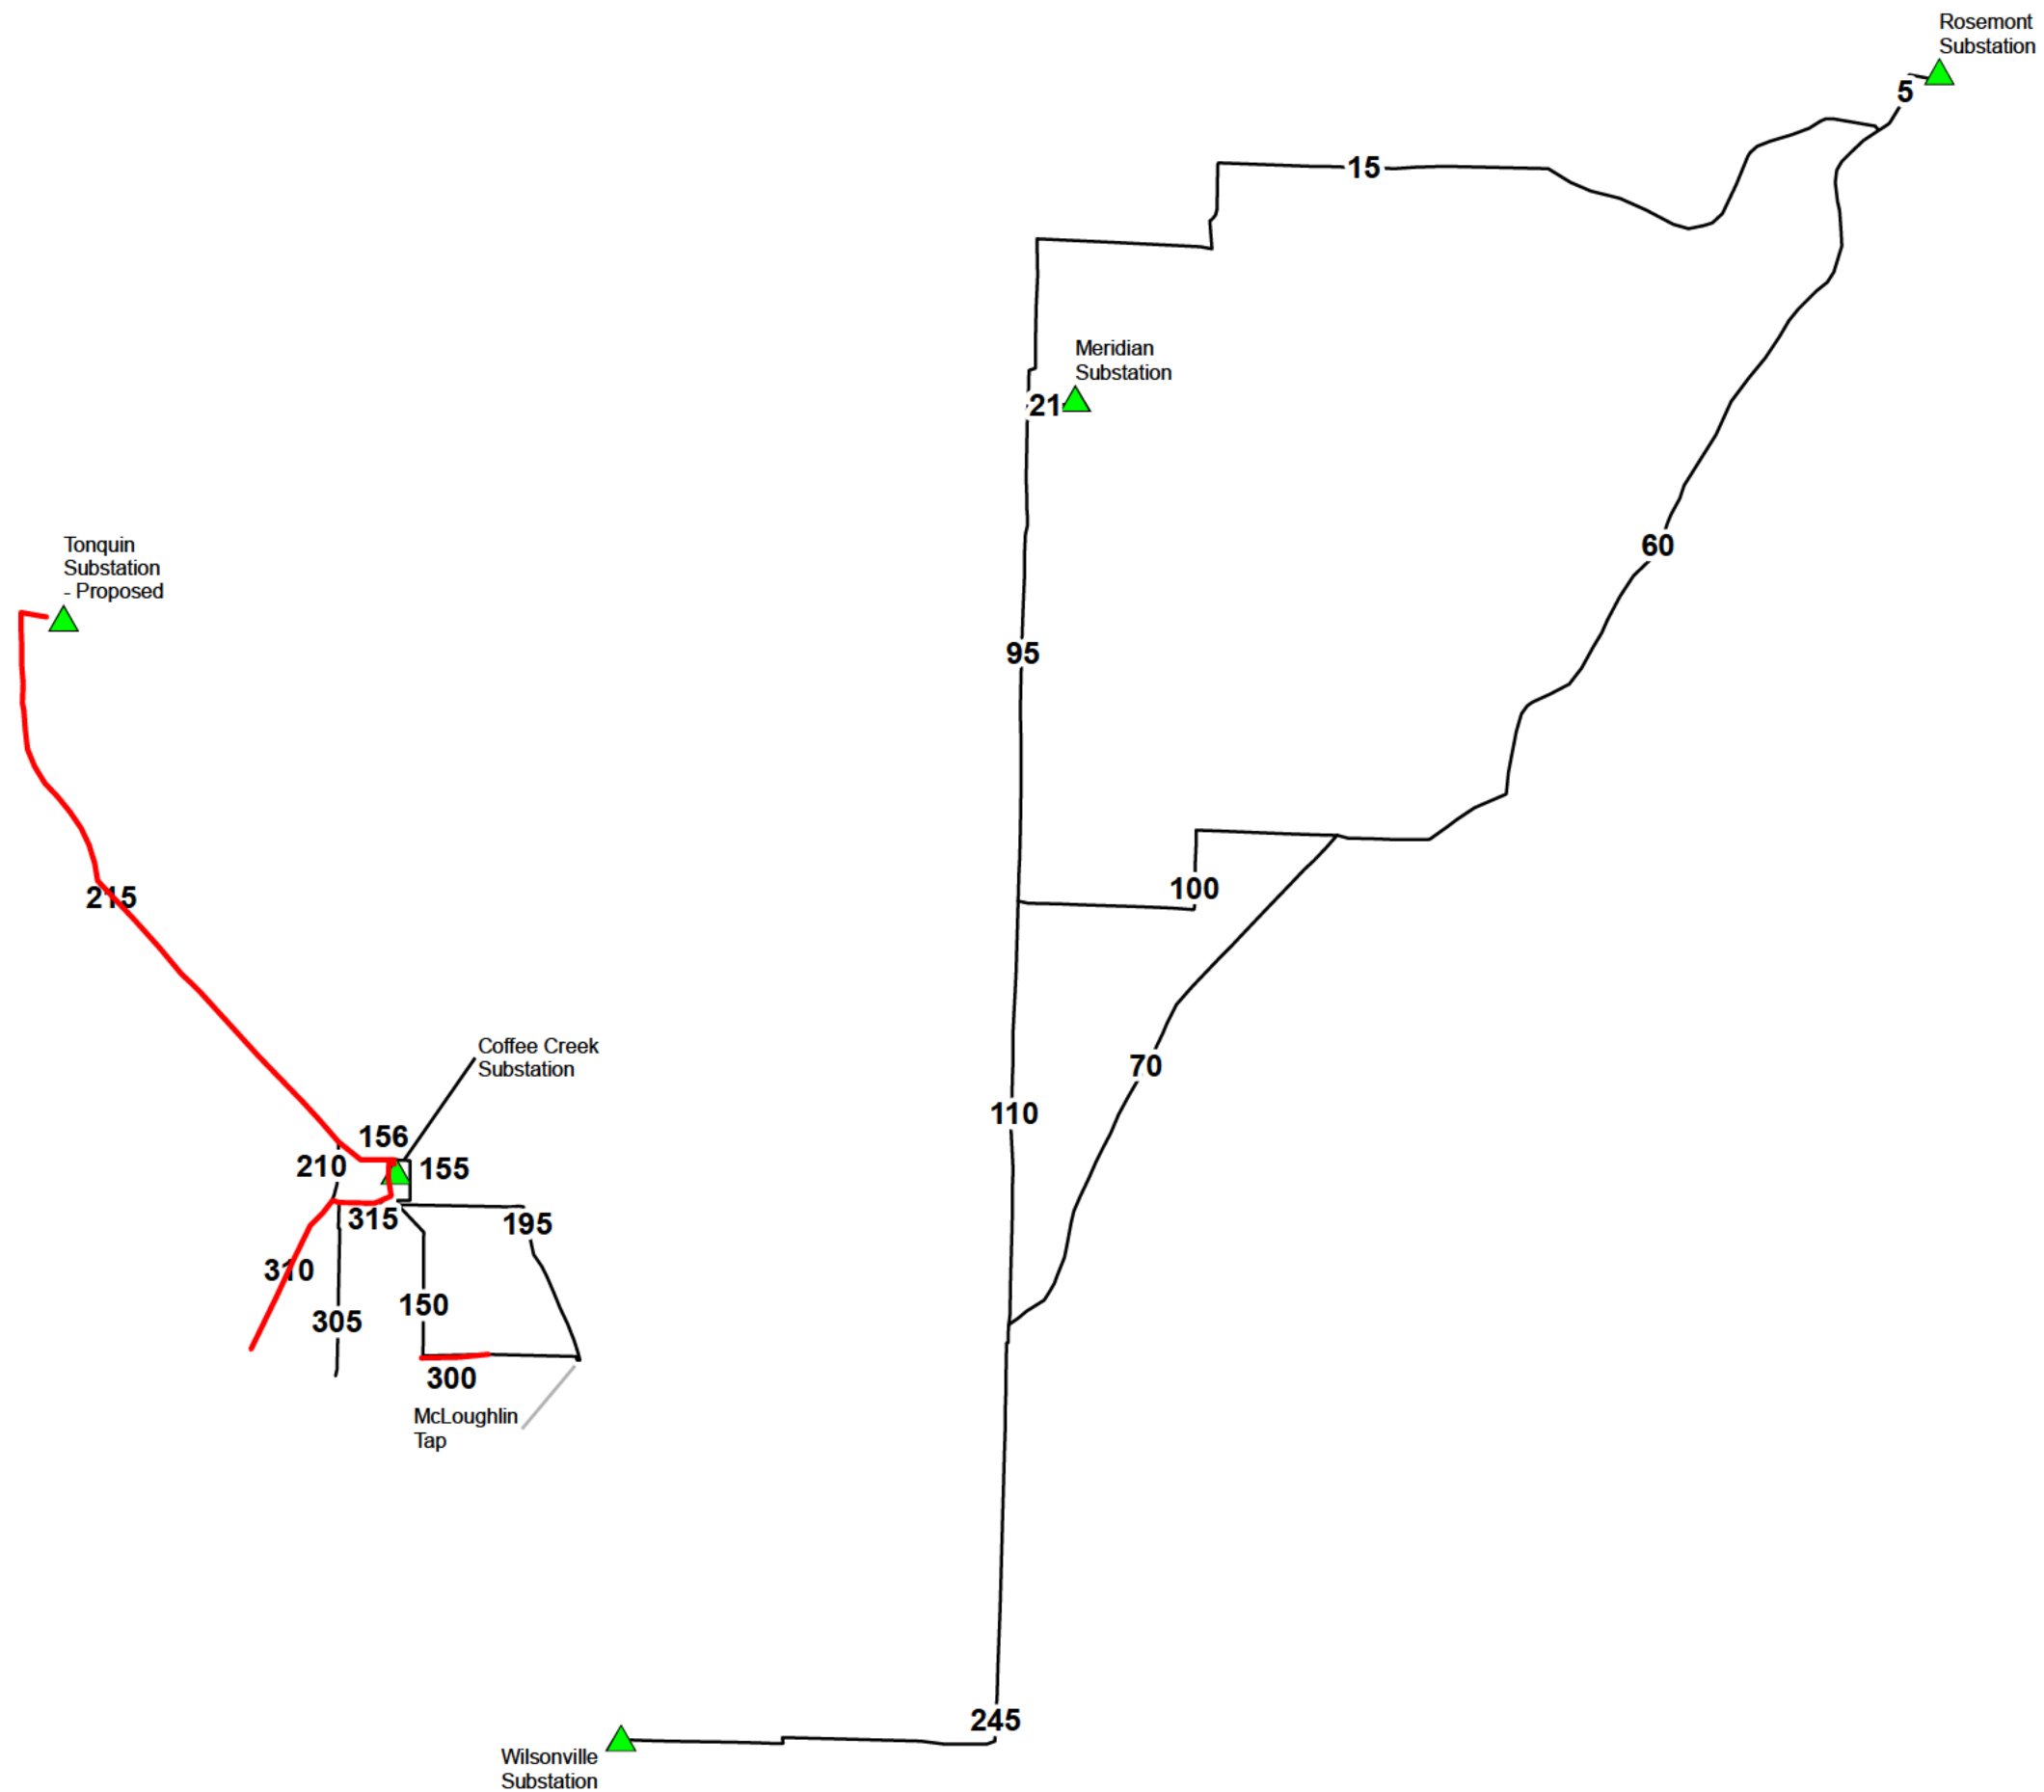 Rosemont
Substation
5
15
Meridian
Substation
21
Tonquin
Substation
- Proposed
60
95
215
100
Coffee Creek
Substation
70
110
156
210
155
315
195
310
150
305
300
McLoughlin
Tap
245
Wilsonville
Substation